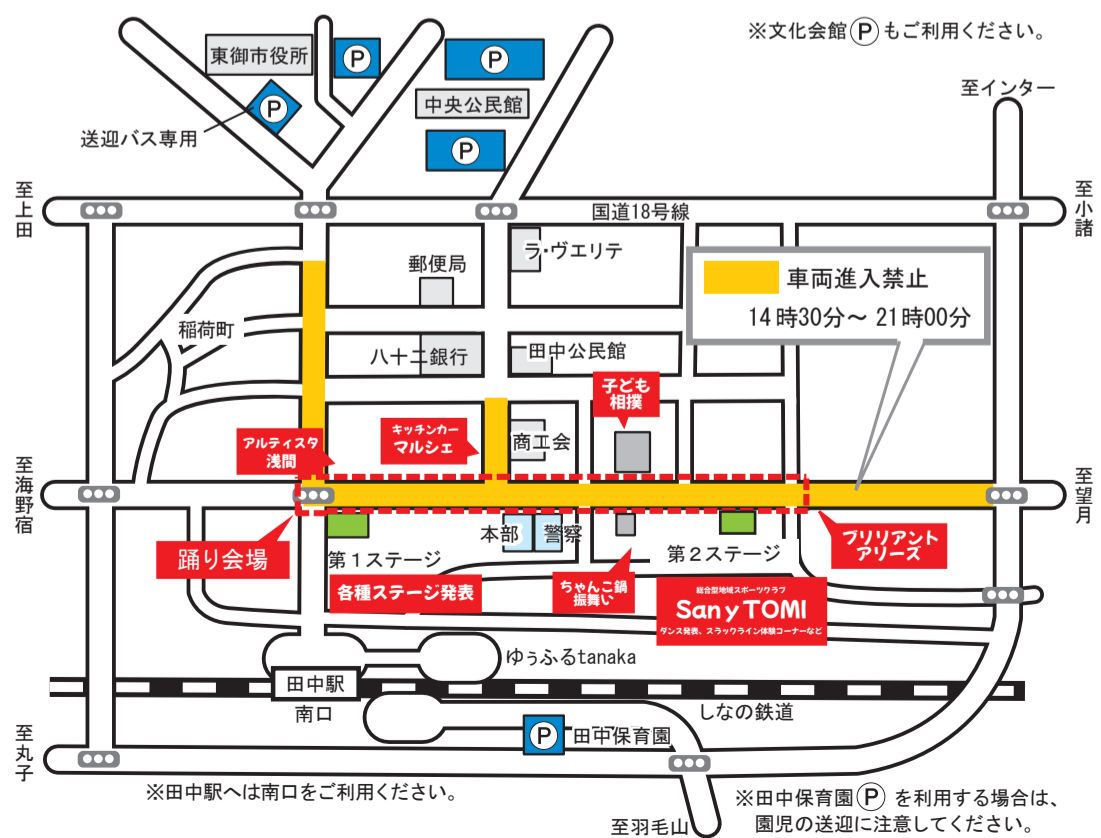 ※文化会館Ⓟもご利用ください。
東御市役所
P
P
P
中央公民館
P
送迎バス専用
至インター
至上田
国道18号線
至小諸
ラ・ヴェリテ
郵便局
車両進入禁止
14時30分～21時00分
稲荷町
八十二銀行
田中公民館
子ども
相撲
アルティスタ
浅間
キッチンカー
マルシェ
商工会
至海野宿
至望月
踊り会場
第1ステージ
本部
警察
第2ステージ
ブリリアント
アリーズ
各種ステージ発表
ちゃんこ鍋
振舞い
総合型地域スポーツクラブ
SanyTOMI
ダンス発表、スラックライン体験コーナーなど
ゆぅふるtanaka
田中駅
南口
しなの鉄道
至丸子
P
田中保育園
※田中駅へは南口をご利用ください。
※田中保育園Ⓟを利用する場合は、
園児の送迎に注意してください。
至羽毛山